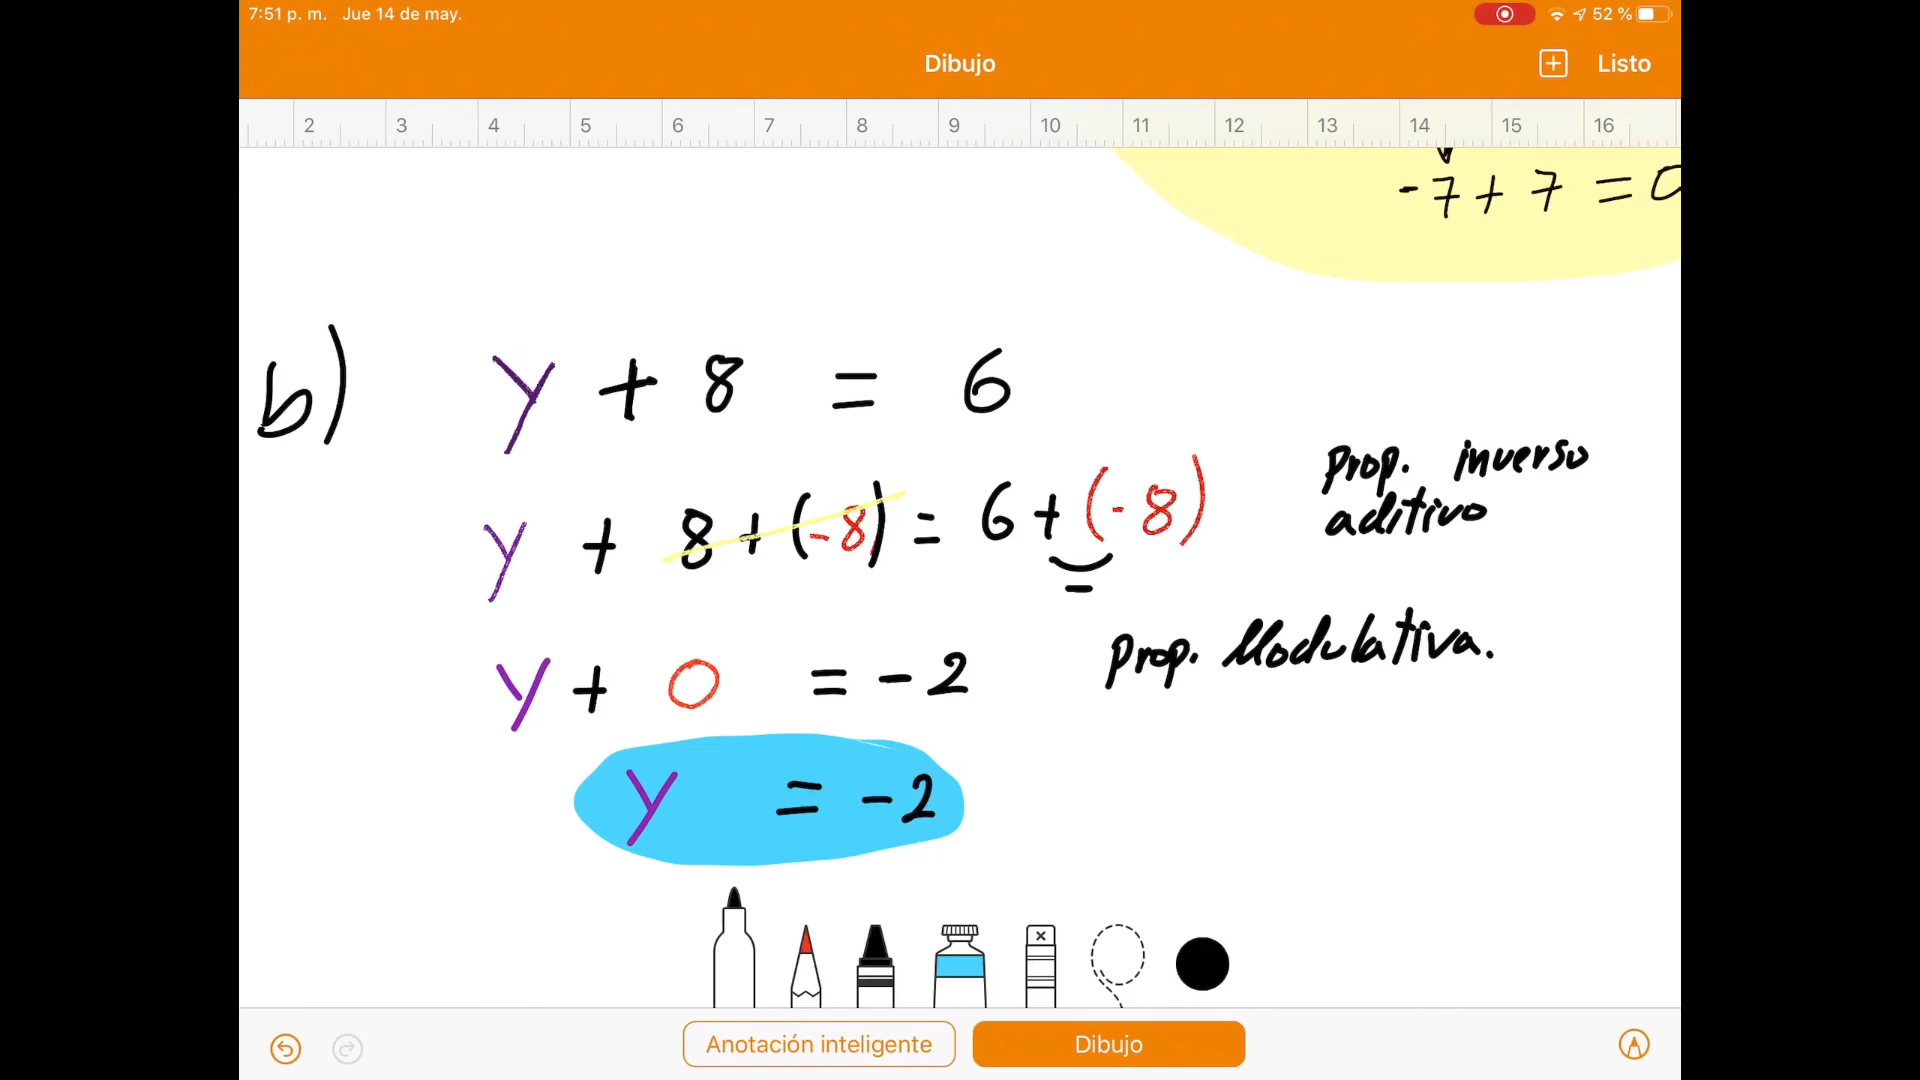 7:51 p. m. Jue 14 de may.
52 %
Dibujo
Listo
2 3 4 5 6 7 8 9 10 11 12 13 14 15 16
-7 + 7 = 0
b) y + 8 = 6
y + 8 + (-8) = 6 + (-8)
-
prop. inverso
aditivo
y + 0 = -2
prop. Modulativa.
y = -2
Anotación inteligente
Dibujo